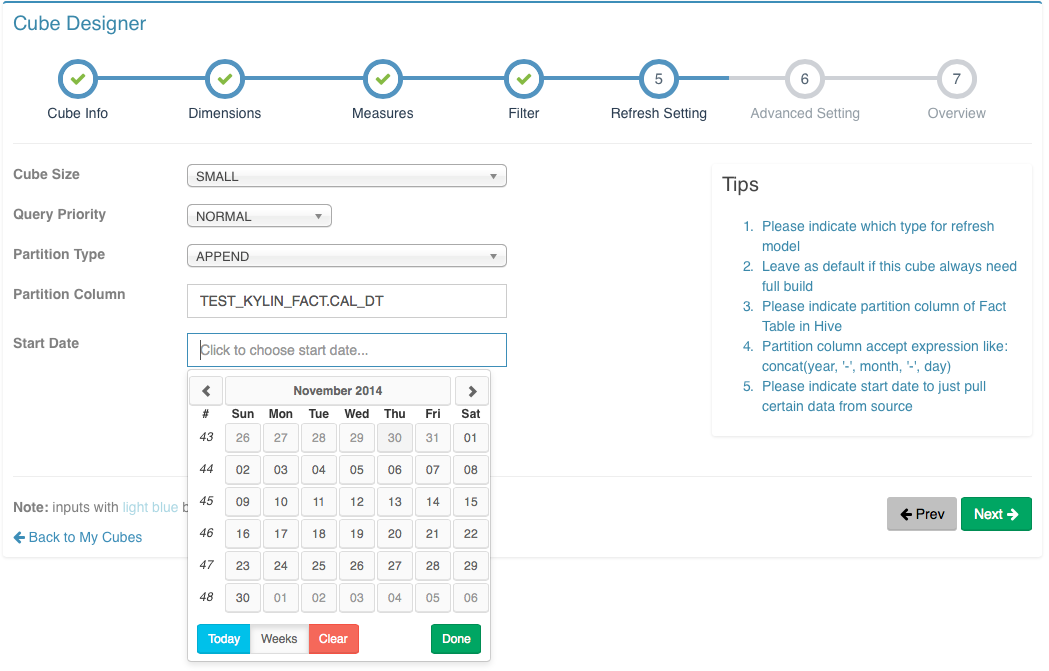 Cube Designer
5 6 7
Cube Info Dimensions Measures Filter Refresh Setting Advanced Setting Overview
Cube Size SMALL
Query Priority NORMAL
Partition Type APPEND
Partition Column TEST_KYLIN_FACT.CAL_DT
Start Date Click to choose start date...
November 2014
# Sun Mon Tue Wed Thu Fri Sat
43 26 27 28 29 30 31 01
44 02 03 04 05 06 07 08
45 09 10 11 12 13 14 15
46 16 17 18 19 20 21 22
47 23 24 25 26 27 28 29
48 30 01 02 03 04 05 06
Today Weeks Clear Done
Tips
1. Please indicate which type for refresh
model
2. Leave as default if this cube always need
full build
3. Please indicate partition column of Fact
Table in Hive
4. Partition column accept expression like:
concat(year, '-', month, '-', day)
5. Please indicate start date to just pull
certain data from source
Note: inputs with light blue b
Back to My Cubes
Prev Next